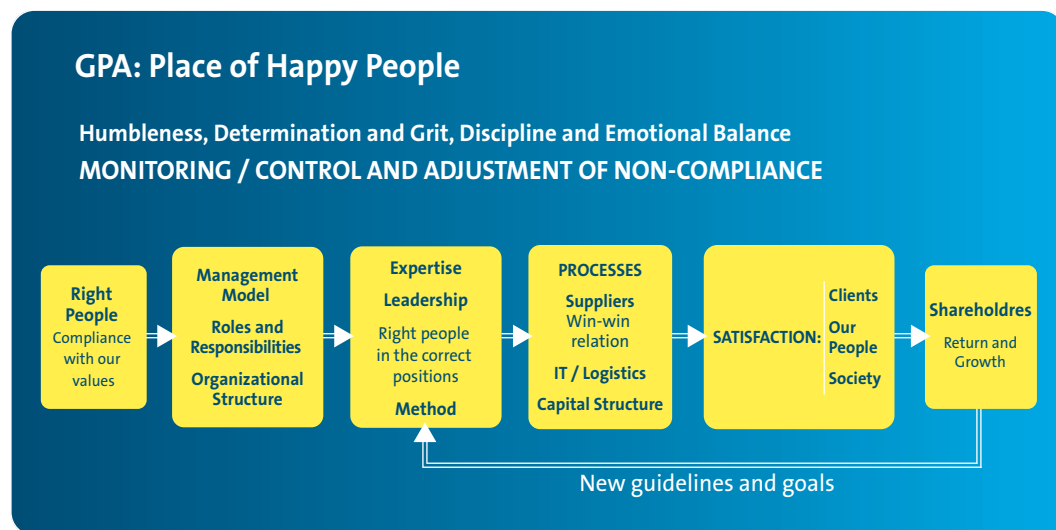 GPA: Place of Happy People
Humbleness, Determination and Grit, Discipline and Emotional Balance
MONITORING / CONTROL AND ADJUSTMENT OF NON-COMPLIANCE
Right
People
Compliance
with our
values
Management
Model
Roles and
Responsibilities
Organizational
Structure
Expertise
Leadership
Right people
in the correct
positions
Method
PROCESSES
Suppliers
Win-win
relation
IT / Logistics
Capital Structure
SATISFACTION:
Clients
Our
People
Society
Shareholdres
Return and
Growth
New guidelines and goals